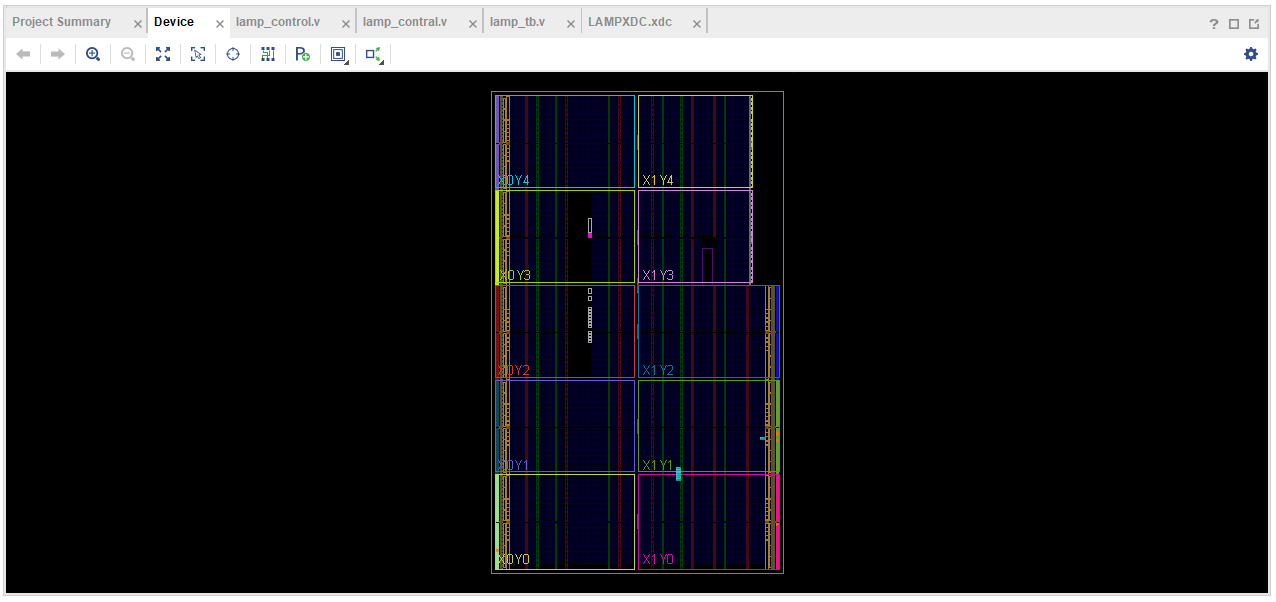 Project Summary × Device × lamp_control.v × lamp_contral.v × lamp_tb.v × LAMPXDC.xdc × ?
X0Y4 X1Y4
X0Y3 X1Y3
X0Y2 X1Y2
X0Y1 X1Y1
X0Y0 X1Y0